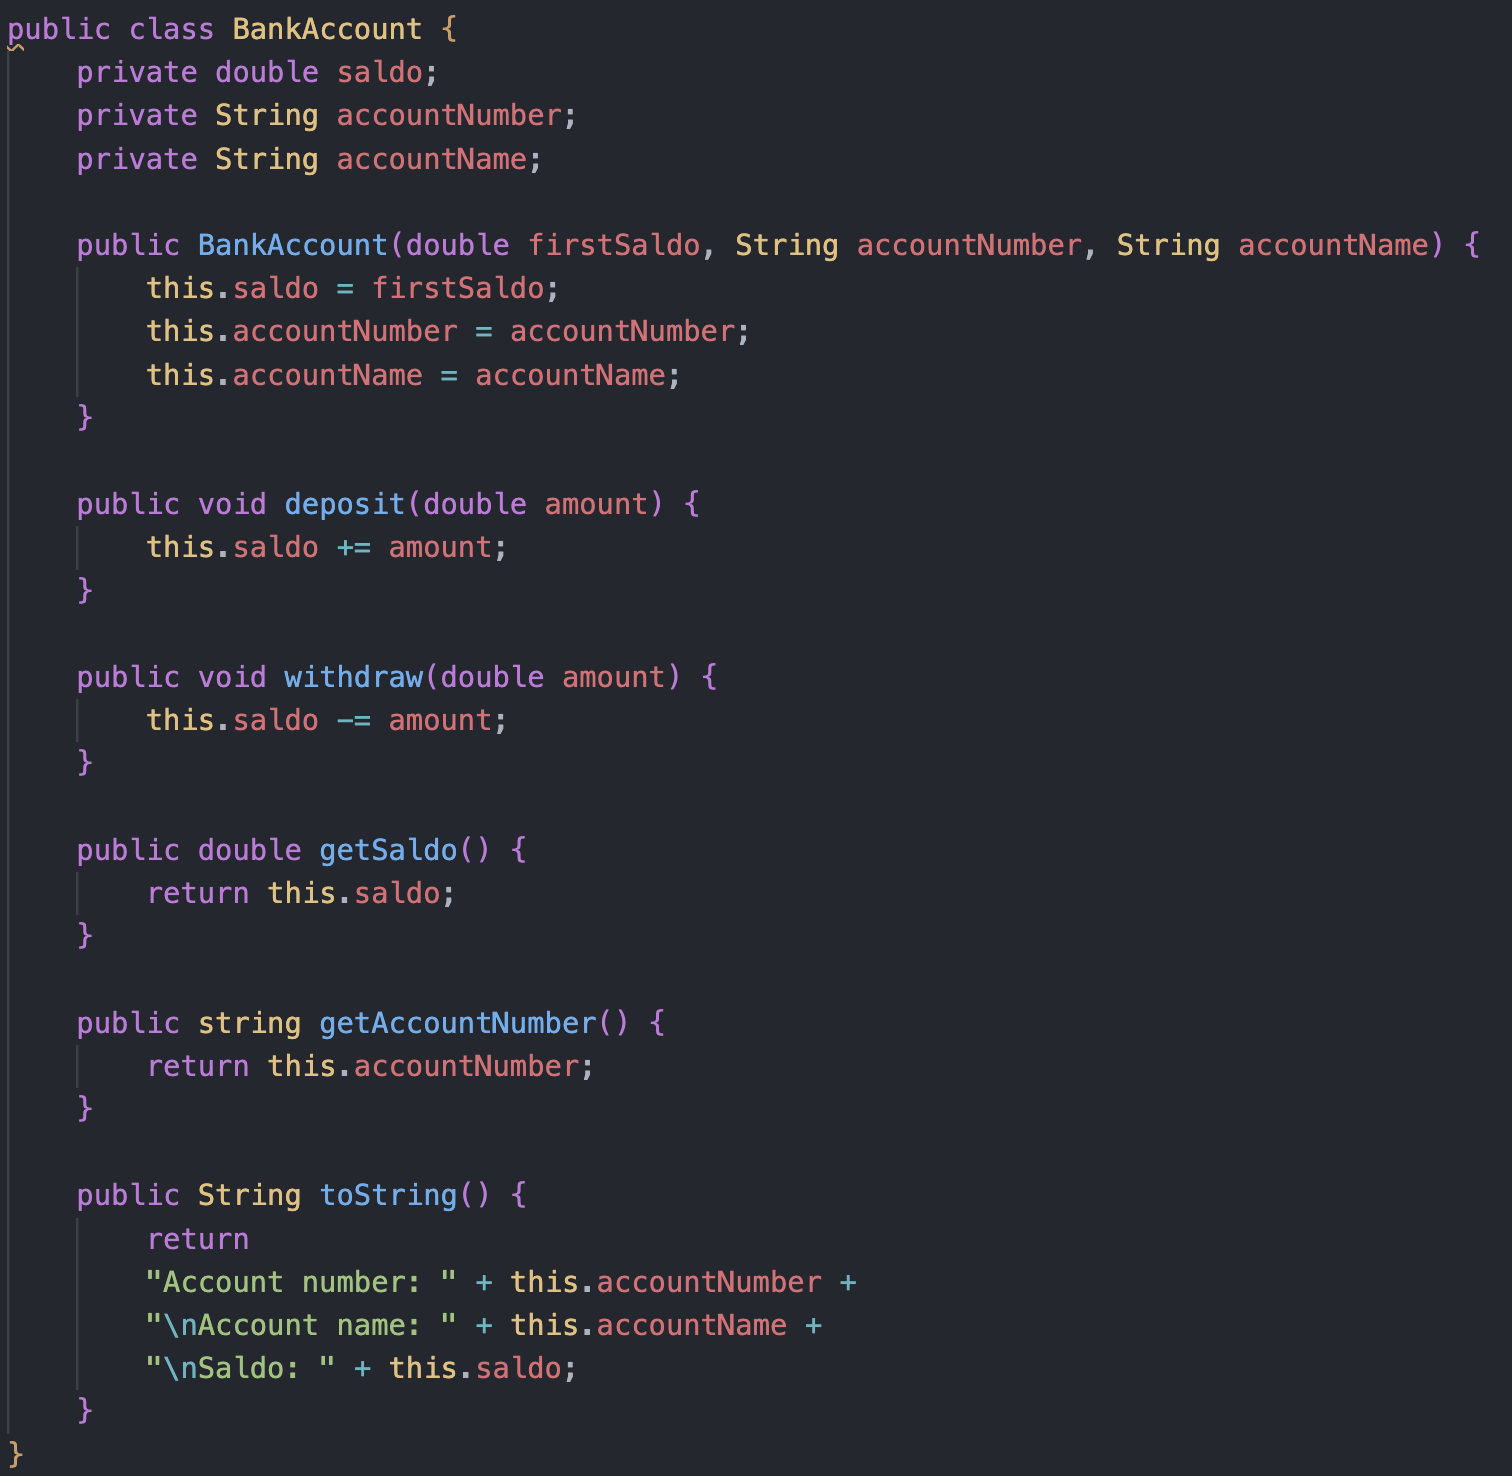 public class BankAccount {
    private double saldo;
    private String accountNumber;
    private String accountName;

    public BankAccount(double firstSaldo, String accountNumber, String accountName) {
        this.saldo = firstSaldo;
        this.accountNumber = accountNumber;
        this.accountName = accountName;
    }

    public void deposit(double amount) {
        this.saldo += amount;
    }

    public void withdraw(double amount) {
        this.saldo -= amount;
    }

    public double getSaldo() {
        return this.saldo;
    }

    public string getAccountNumber() {
        return this.accountNumber;
    }

    public String toString() {
        return
        "Account number: " + this.accountNumber +
        "\nAccount name: " + this.accountName +
        "\nSaldo: " + this.saldo;
    }
}